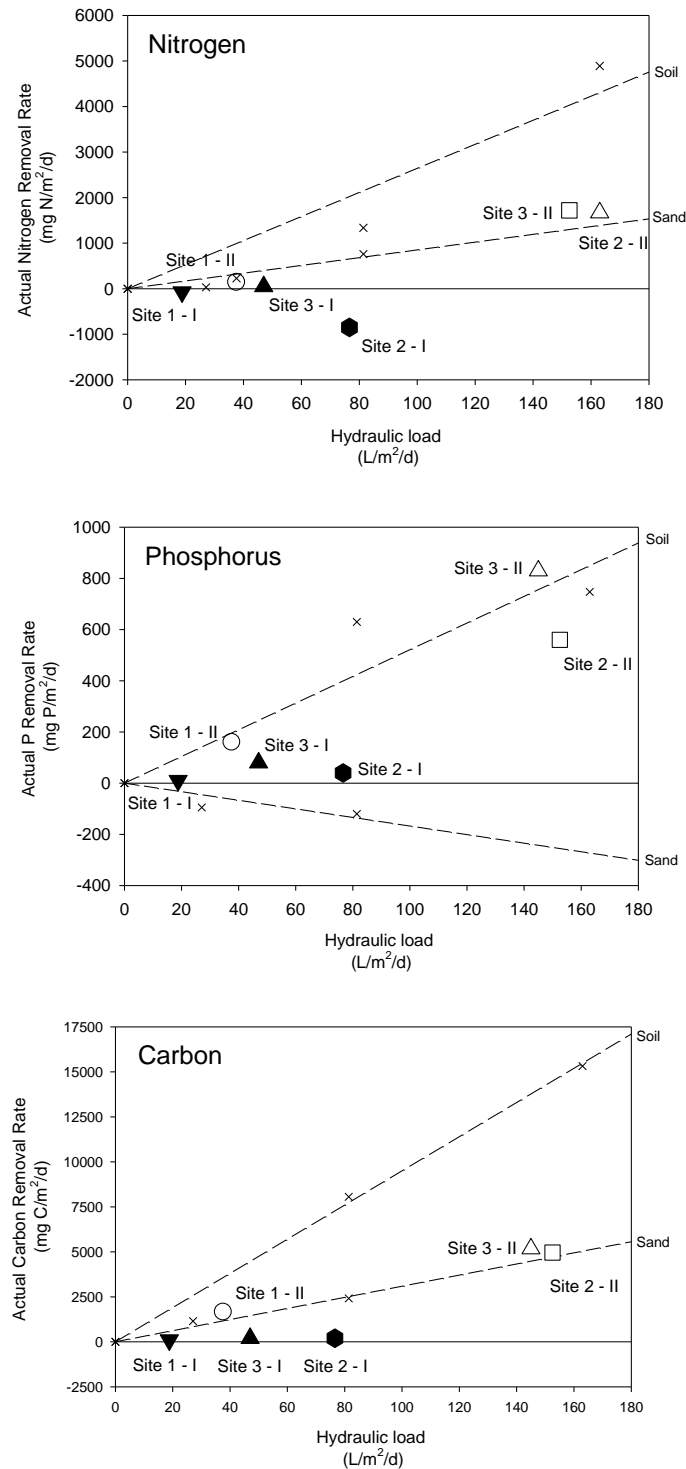 Nitrogen
Actual Nitrogen Removal Rate
(mg N/m²/d)
6000
5000
4000
3000
2000
1000
0
-1000
-2000
Soil
Site 3 - II
Sand
Site 2 - II
Site 1 - II
Site 1 - I
Site 3 - I
Site 2 - I
0 20 40 60 80 100 120 140 160 180
Hydraulic load
(L/m²/d)
Phosphorus
Actual P Removal Rate
(mg P/m²/d)
1000
800
600
400
200
0
-200
-400
Soil
Site 3 - II
Site 2 - II
Site 1 - II
Site 3 - I
Site 2 - I
Site 1 - I
Sand
0 20 40 60 80 100 120 140 160 180
Hydraulic load
(L/m²/d)
Carbon
Actual Carbon Removal Rate
(mg C/m²/d)
17500
15000
12500
10000
7500
5000
2500
0
-2500
Soil
Site 3 - II
Sand
Site 2 - II
Site 1 - II
Site 1 - I
Site 3 - I
Site 2 - I
0 20 40 60 80 100 120 140 160 180
Hydraulic load
(L/m²/d)